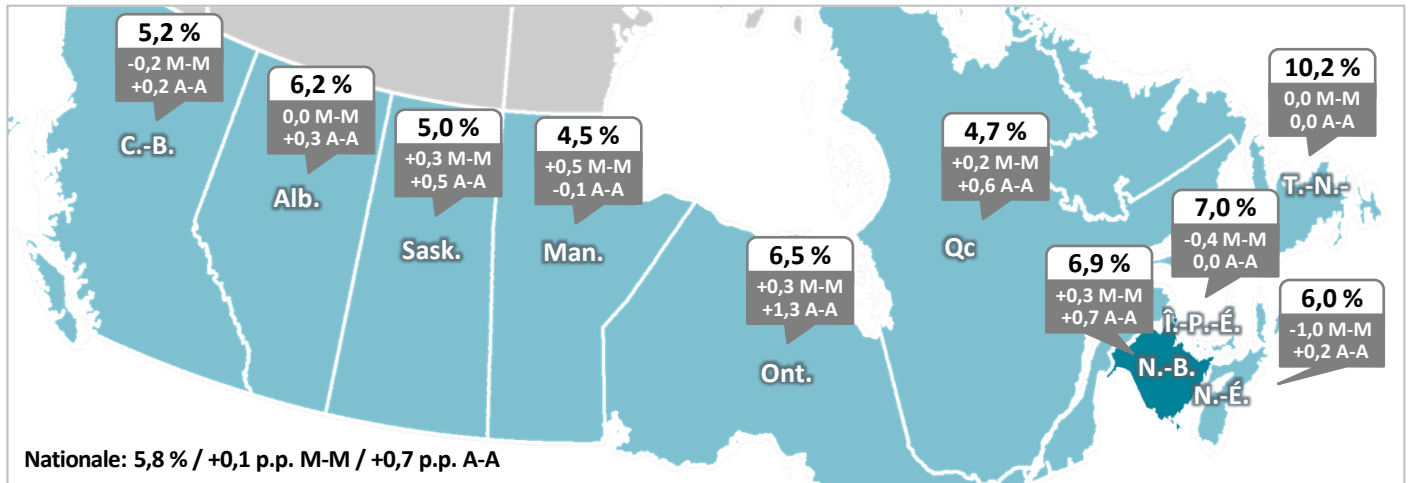 5,2 %
-0,2 M-M
+0,2 A-A
C.-B.
6,2 %
0,0 M-M
+0,3 A-A
Alb.
5,0 %
+0,3 M-M
+0,5 A-A
Sask.
4,5 %
+0,5 M-M
-0,1 A-A
Man.
6,5 %
+0,3 M-M
+1,3 A-A
Ont.
4,7 %
+0,2 M-M
+0,6 A-A
Qc
10,2 %
0,0 M-M
0,0 A-A
T.-N.-
7,0 %
-0,4 M-M
0,0 A-A
Î.-P.-É.
6,9 %
+0,3 M-M
+0,7 A-A
N.-B.
6,0 %
-1,0 M-M
+0,2 A-A
N.-É.
Nationale: 5,8 % / +0,1 p.p. M-M / +0,7 p.p. A-A